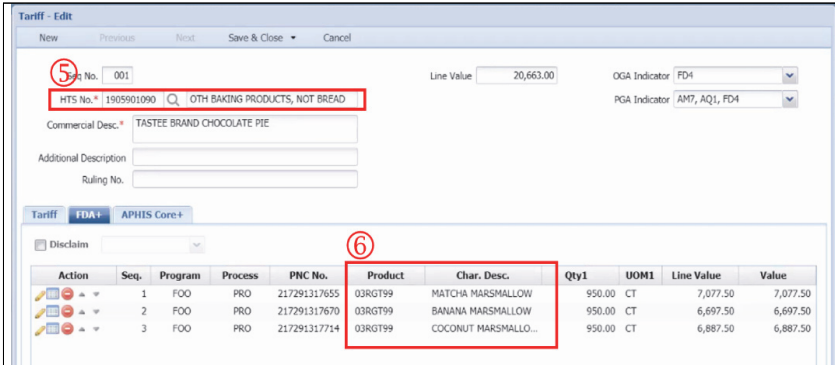 Tariff - Edit
New Previous Next Save & Close Cancel
⑤
Seq No. 001 Line Value 20,663.00 OGA Indicator FD4
HTS No.* 1905901090 OTH BAKING PRODUCTS, NOT BREAD PGA Indicator AM7, AQ1, FD4
Commercial Desc.* TASTEE BRAND CHOCOLATE PIE
Additional Description
Ruling No.
Tariff FDA+ APHIS Core+
Disclaim
⑥
Action Seq. Program Process PNC No. Product Char. Desc. Qty1 UOM1 Line Value Value
1 FOO PRO 217291317655 03RGT99 MATCHA MARSMALLOW 950.00 CT 7,077.50 7,077.50
2 FOO PRO 217291317670 03RGT99 BANANA MARSMALLOW 950.00 CT 6,697.50 6,697.50
3 FOO PRO 217291317714 03RGT99 COCONUT MARSMALLO... 950.00 CT 6,887.50 6,887.50